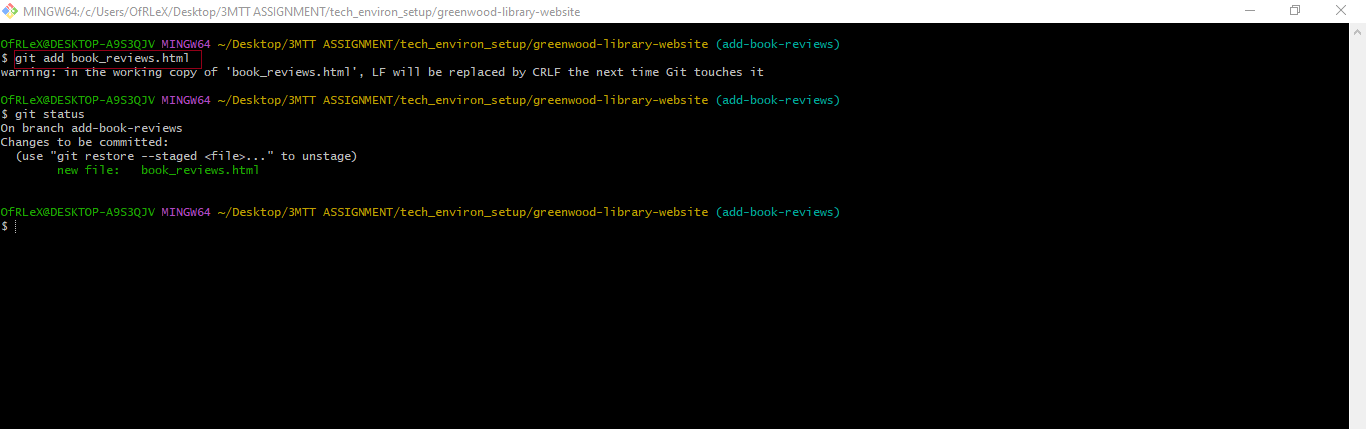 MINGW64:/c/Users/OfRLeX/Desktop/3MTT ASSIGNMENT/tech_environ_setup/greenwood-library-website
OfRLeX@DESKTOP-A9S3QJV MINGW64 ~/Desktop/3MTT ASSIGNMENT/tech_environ_setup/greenwood-library-website (add-book-reviews)
$ git add book_reviews.html
warning: in the working copy of 'book_reviews.html', LF will be replaced by CRLF the next time Git touches it
OfRLeX@DESKTOP-A9S3QJV MINGW64 ~/Desktop/3MTT ASSIGNMENT/tech_environ_setup/greenwood-library-website (add-book-reviews)
$ git status
On branch add-book-reviews
Changes to be committed:
  (use "git restore --staged <file>..." to unstage)
        new file:   book_reviews.html
OfRLeX@DESKTOP-A9S3QJV MINGW64 ~/Desktop/3MTT ASSIGNMENT/tech_environ_setup/greenwood-library-website (add-book-reviews)
$